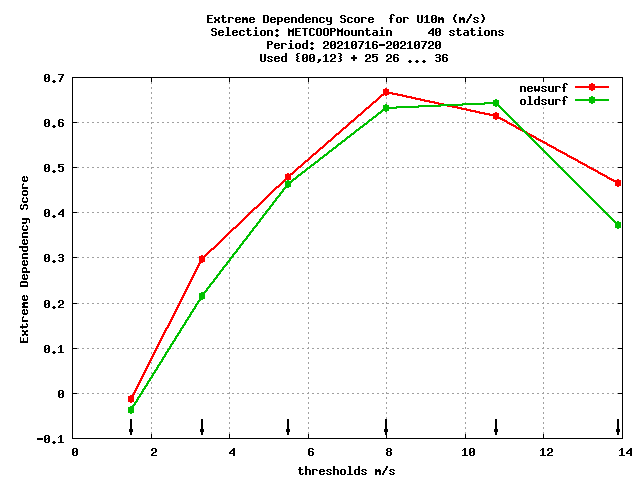 Extreme Dependency Score  for U10m (m/s)
Selection: METCOOPMountain     40 stations
Period: 20210716-20210720
Used {00,12} + 25 26 ... 36
newsurf
oldsurf
0.7
0.6
0.5
0.4
0.3
0.2
0.1
0
-0.1
Extreme Dependency Score
0 2 4 6 8 10 12 14
thresholds m/s